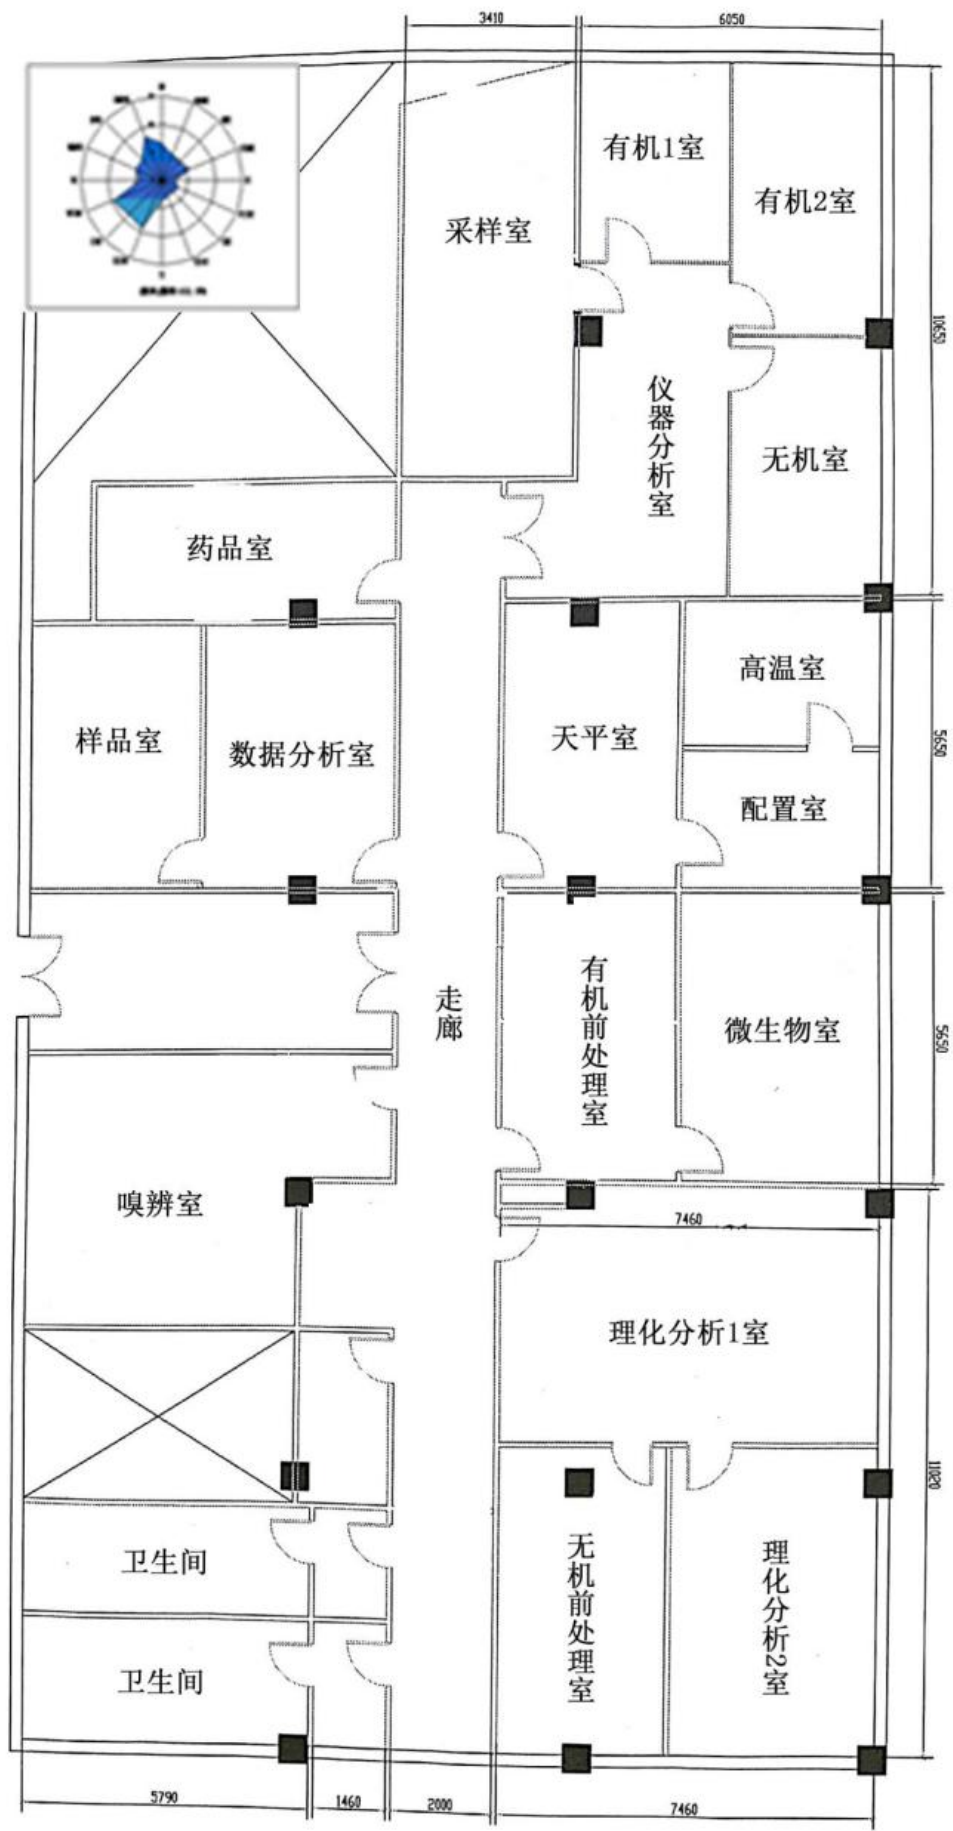 3410
6050
有机1室
有机2室
采样室
10650
仪器分析室
无机室
药品室
高温室
样品室
数据分析室
天平室
5650
配置室
走廊
有机前处理室
微生物室
5650
嗅辨室
7460
理化分析1室
11020
卫生间
无机前处理室
理化分析2室
卫生间
5790
1460
2000
7460